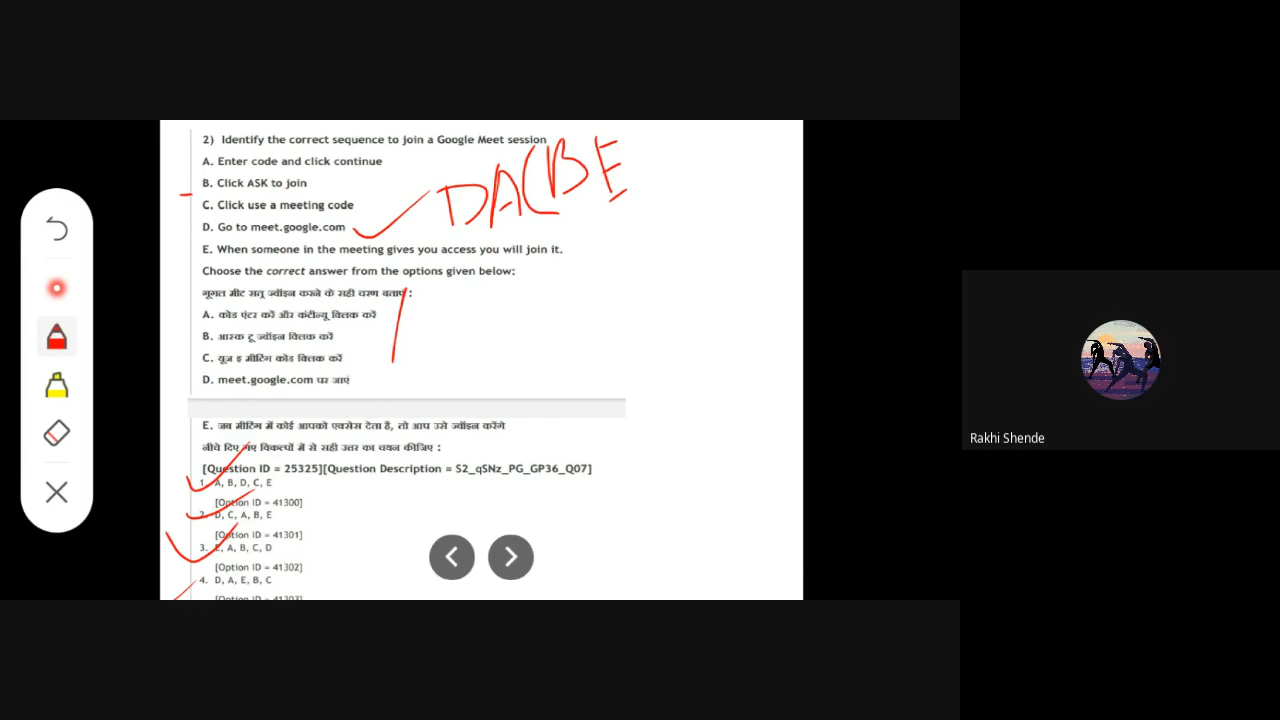 2) Identify the correct sequence to join a Google Meet session
A. Enter code and click continue
B. Click ASK to join
C. Click use a meeting code
D. Go to meet.google.com
DACBE
E. When someone in the meeting gives you access you will join it.
Choose the correct answer from the options given below:
गूगल मीट सत्र ज्वॉइन करने के सही चरण बताएं :
A. कोड एंटर करें और कंटीन्यू क्लिक करें
B. आस्क टू ज्वॉइन क्लिक करें
C. यूज इ मीटिंग कोड क्लिक करें
D. meet.google.com पर जाएं
E. जब मीटिंग में कोई आपको एक्सेस देता है, तो आप उसे ज्वॉइन करेंगे
नीचे दिए गए विकल्पों में से सही उत्तर का चयन कीजिए :
[Question ID = 25325][Question Description = S2_qSNz_PG_GP36_Q07]
1. A, B, D, C, E
[Option ID = 41300]
2. D, C, A, B, E
[Option ID = 41301]
3. E, A, B, C, D
[Option ID = 41302]
4. D, A, E, B, C
[Option ID = 41303]
Rakhi Shende